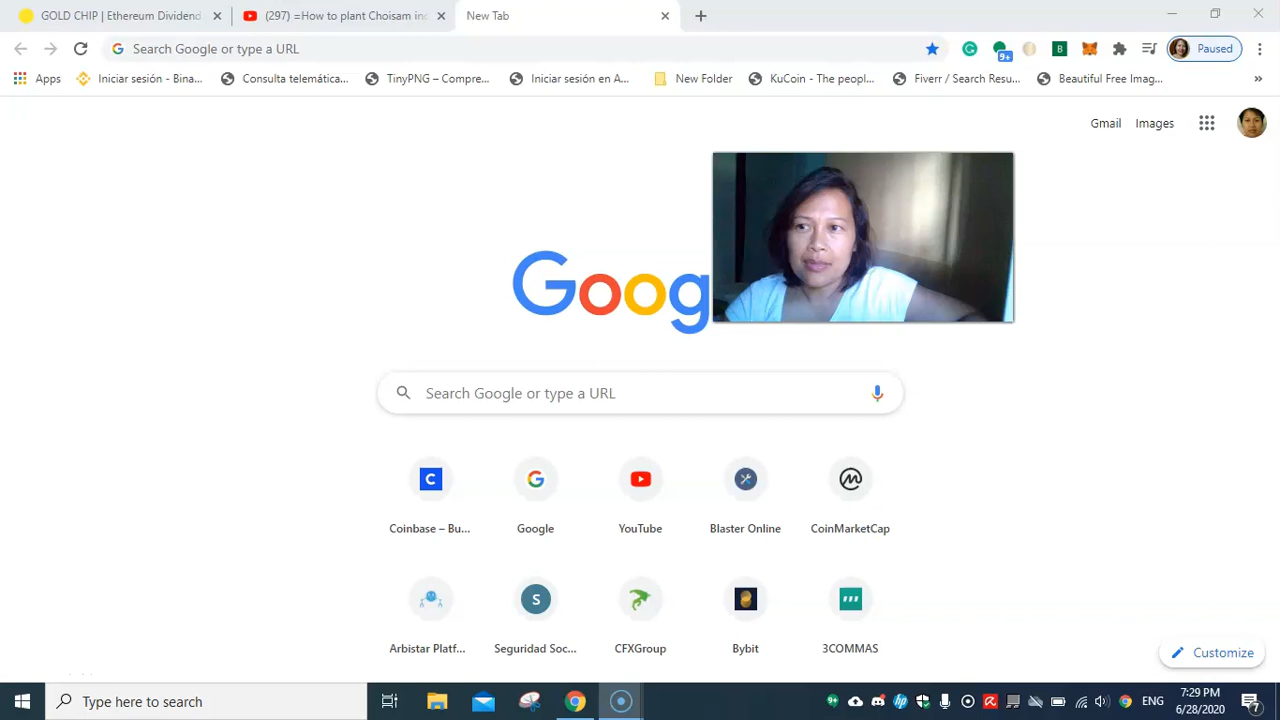 GOLD CHIP | Ethereum Dividend
(297) =How to plant Choisam inc
New Tab
Search Google or type a URL
9+
B
Paused
Apps
Iniciar sesión - Bina...
Consulta telemática...
TinyPNG – Compre...
Iniciar sesión en A...
New Folder
KuCoin - The peopl...
Fiverr / Search Resu...
Beautiful Free Imag...
Gmail
Images
Goog
Search Google or type a URL
Coinbase – Bu...
Google
YouTube
Blaster Online
CoinMarketCap
S
Arbistar Platf...
Seguridad Soc...
CFXGroup
Bybit
3COMMAS
Customize
Type here to search
ENG
7:29 PM
6/28/2020
7